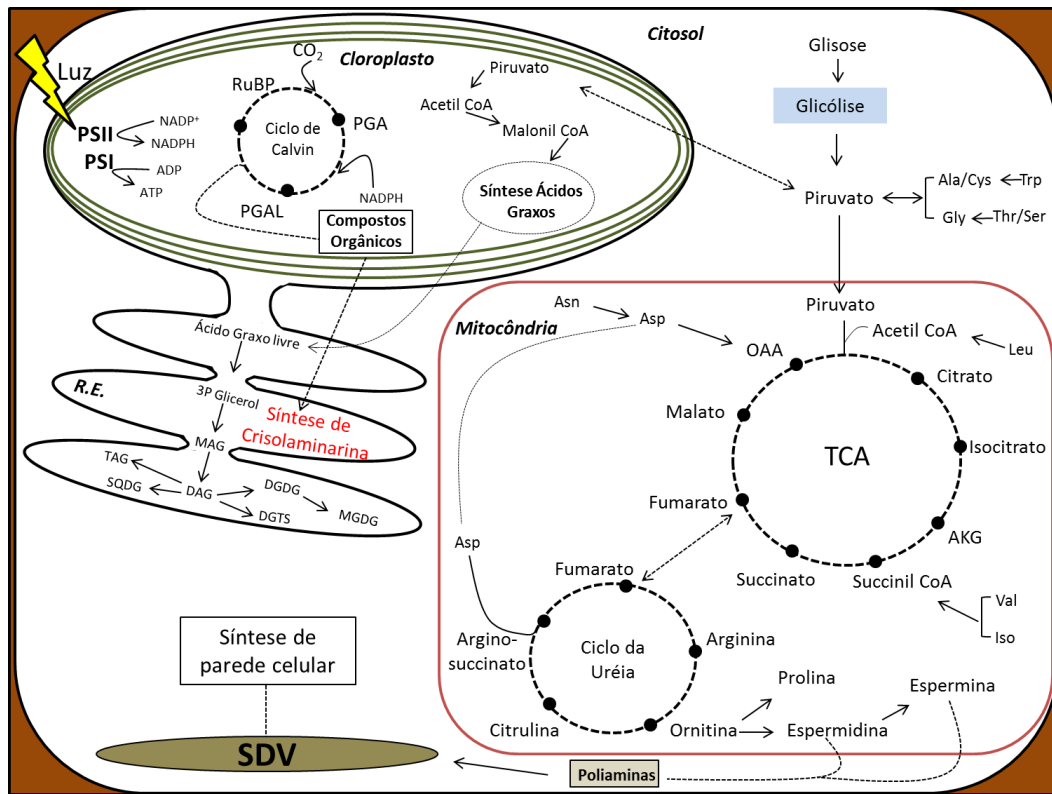 Luz
Cloroplasto
Citosol
CO2
RuBP
PGA
Ciclo de
Calvin
PGAL
NADPH
PSII
NADP+
NADPH
PSI
ADP
ATP
Compostos
Orgânicos
Piruvato
Acetil CoA
Malonil CoA
Síntese Ácidos
Graxos
Glisose
Glicólise
Piruvato
Ala/Cys
Trp
Gly
Thr/Ser
Ácido Graxo livre
R.E.
3P Glicerol
Síntese de
Crisolaminarina
MAG
TAG
SQDG
DAG
DGDG
DGTS
MGDG
Mitocôndria
Piruvato
Asn
Asp
OAA
Acetil CoA
Leu
Citrato
Malato
Isocitrato
TCA
Fumarato
AKG
Succinato
Succinil CoA
Val
Iso
Asp
Fumarato
Argino-
succinato
Ciclo da
Uréia
Arginina
Citrulina
Ornitina
Prolina
Espermidina
Espermina
Síntese de
parede celular
SDV
Poliaminas